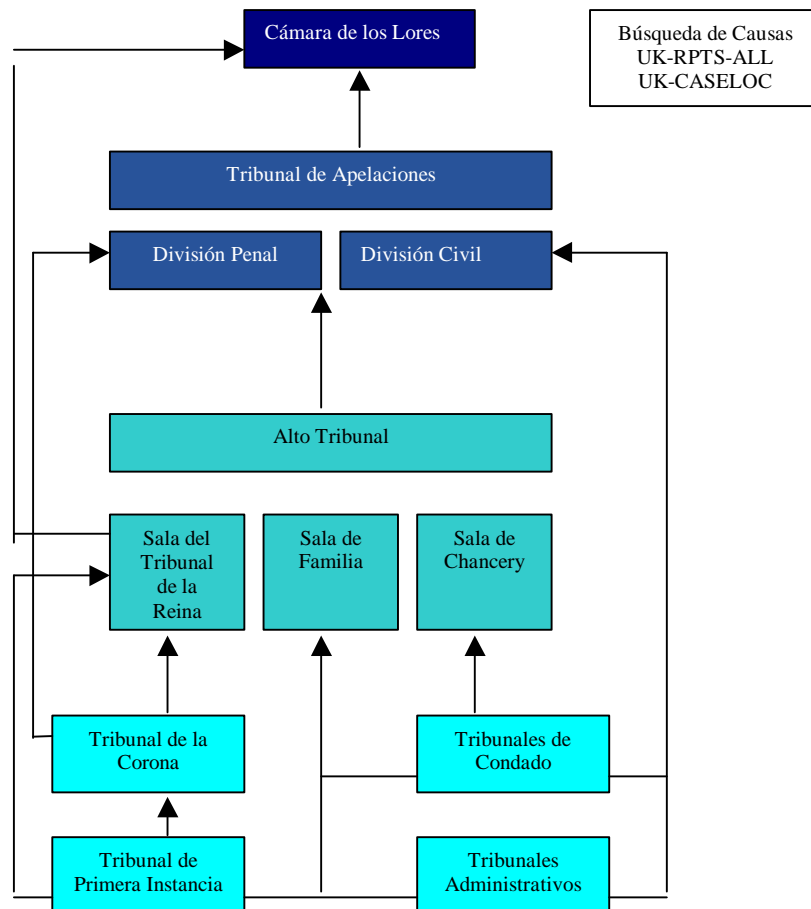 Cámara de los Lores
Búsqueda de Causas
UK-RPTS-ALL
UK-CASELOC
Tribunal de Apelaciones
División Penal
División Civil
Alto Tribunal
Sala del
Tribunal
de la
Reina
Sala de
Familia
Sala de
Chancery
Tribunal de la
Corona
Tribunales de
Condado
Tribunal de
Primera Instancia
Tribunales
Administrativos